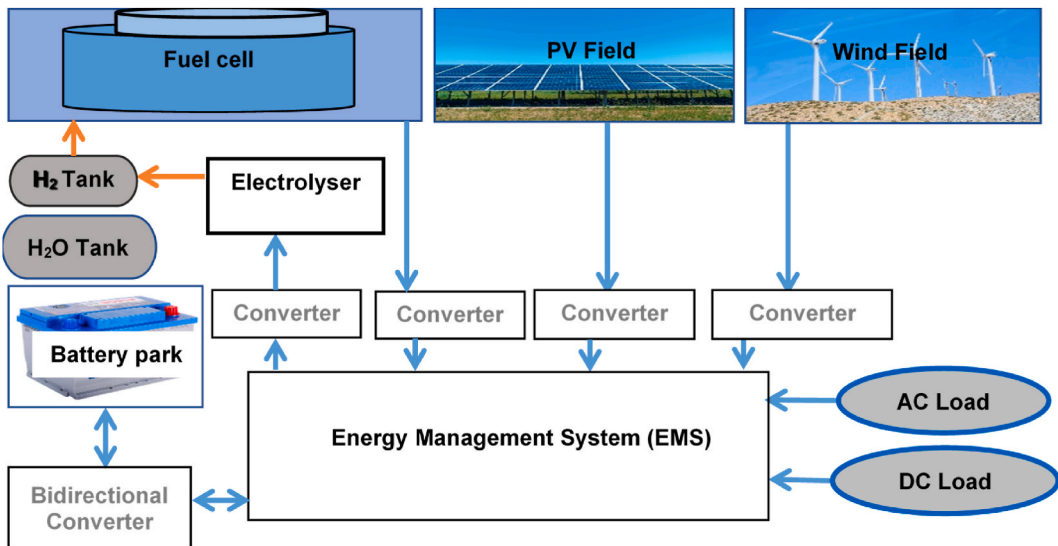 Fuel cell
PV Field
Wind Field
H₂ Tank
Electrolyser
H₂O Tank
Converter
Converter
Converter
Converter
Battery park
Energy Management System (EMS)
AC Load
DC Load
Bidirectional
Converter